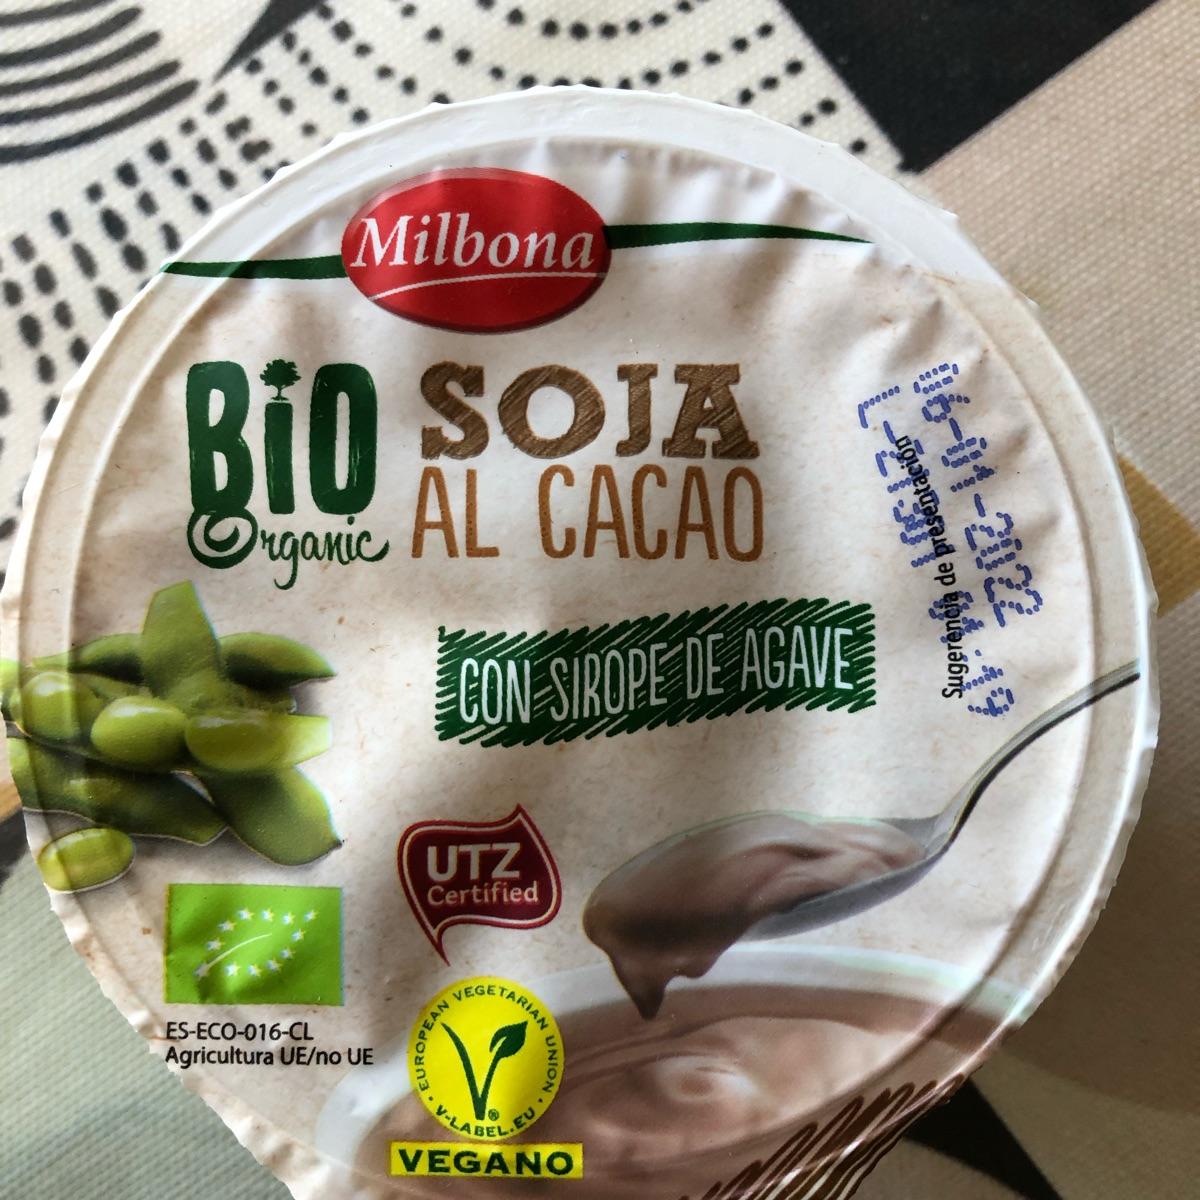 Milbona
BIO
Organic
SOJA
AL CACAO
CON SIROPE DE AGAVE
Sugerencia de presentación
UTZ
Certified
ES-ECO-016-CL
Agricultura UE/no UE
EUROPEAN VEGETARIAN UNION
V-LABEL.EU
VEGANO